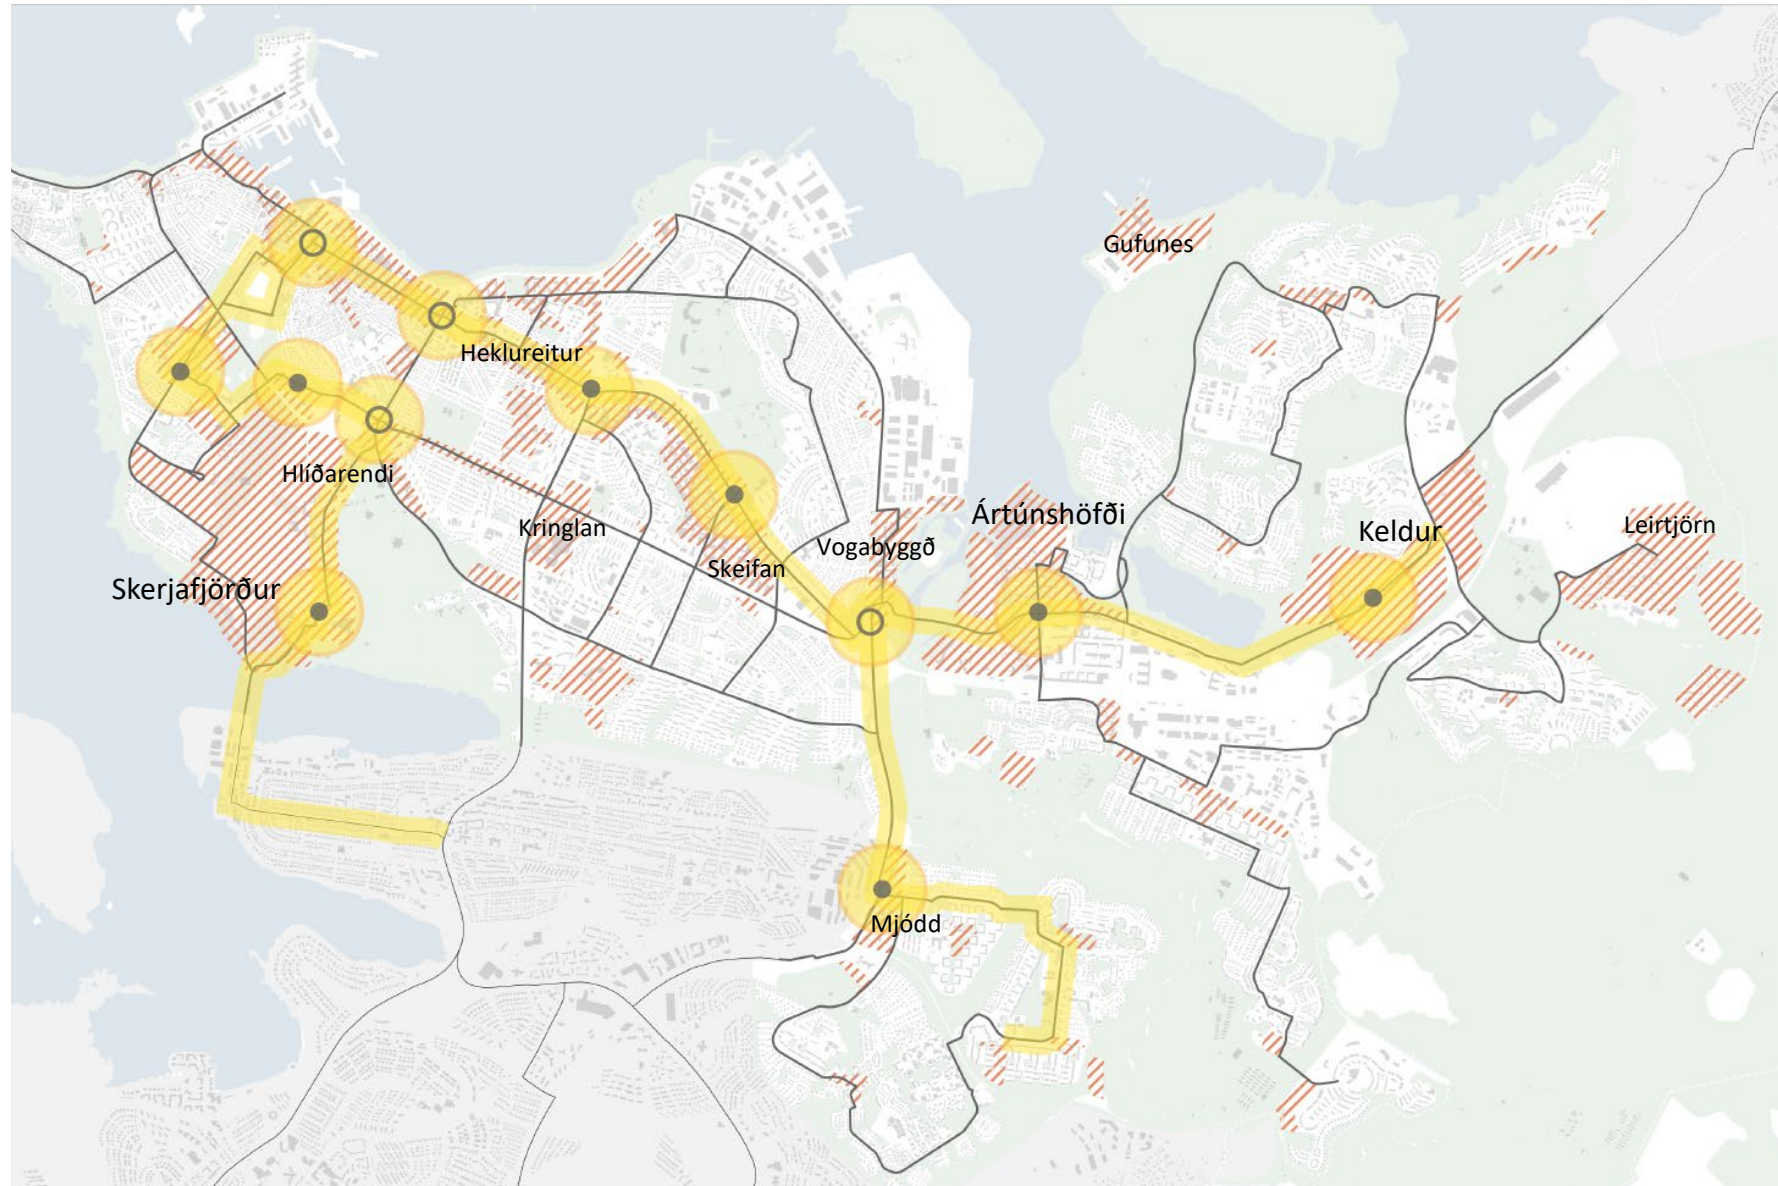 Gufunes
Heklureitur
Hlíðarendi
Kringlan
Ártúnshöfði
Keldur
Leirtjörn
Vogabyggð
Skeifan
Skerjafjörður
Mjódd